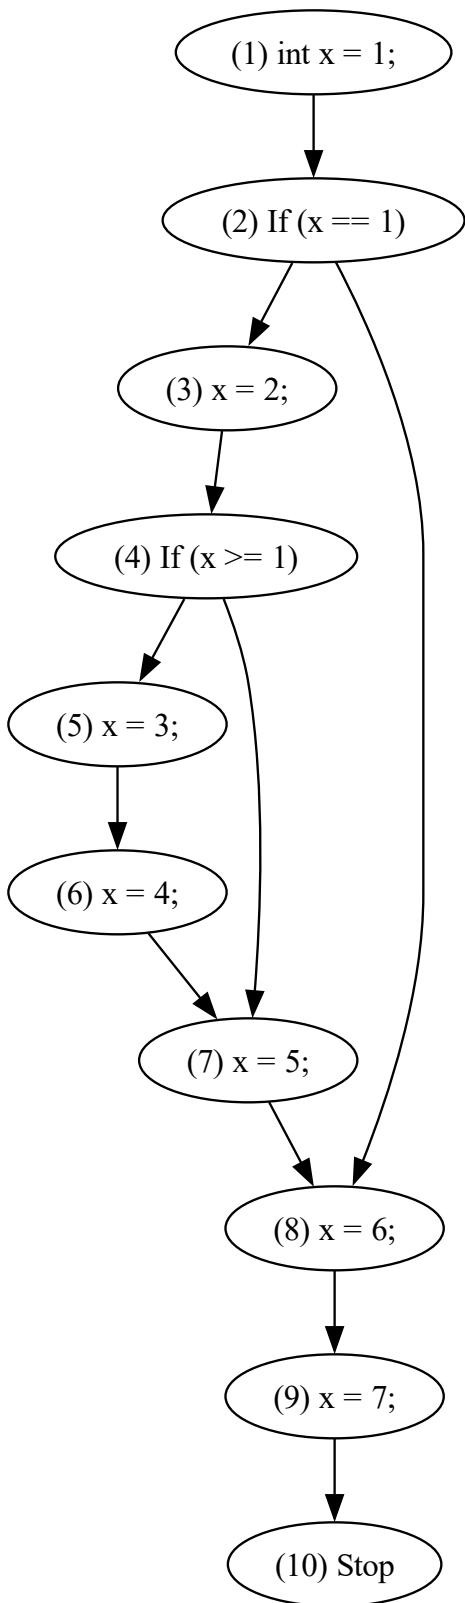 (1) int x = 1;
(2) If (x == 1)
(3) x = 2;
(4) If (x >= 1)
(5) x = 3;
(6) x = 4;
(7) x = 5;
(8) x = 6;
(9) x = 7;
(10) Stop